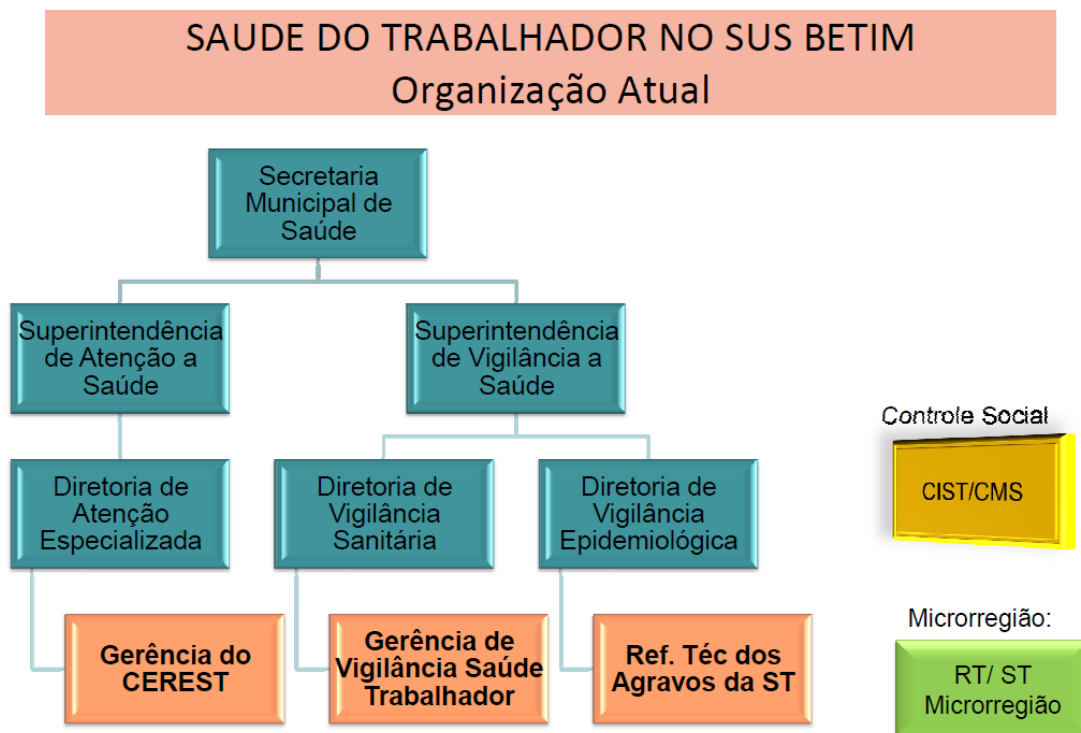 SAUDE DO TRABALHADOR NO SUS BETIM
Organização Atual
Secretaria
Municipal de
Saúde
Superintendência
de Atenção a
Saúde
Superintendência
de Vigilância a
Saúde
Controle Social
CIST/CMS
Diretoria de
Atenção
Especializada
Diretoria de
Vigilância
Sanitária
Diretoria de
Vigilância
Epidemiológica
Gerência do
CEREST
Gerência de
Vigilância Saúde
Trabalhador
Ref. Téc dos
Agravos da ST
Microrregião:
RT/ ST
Microrregião